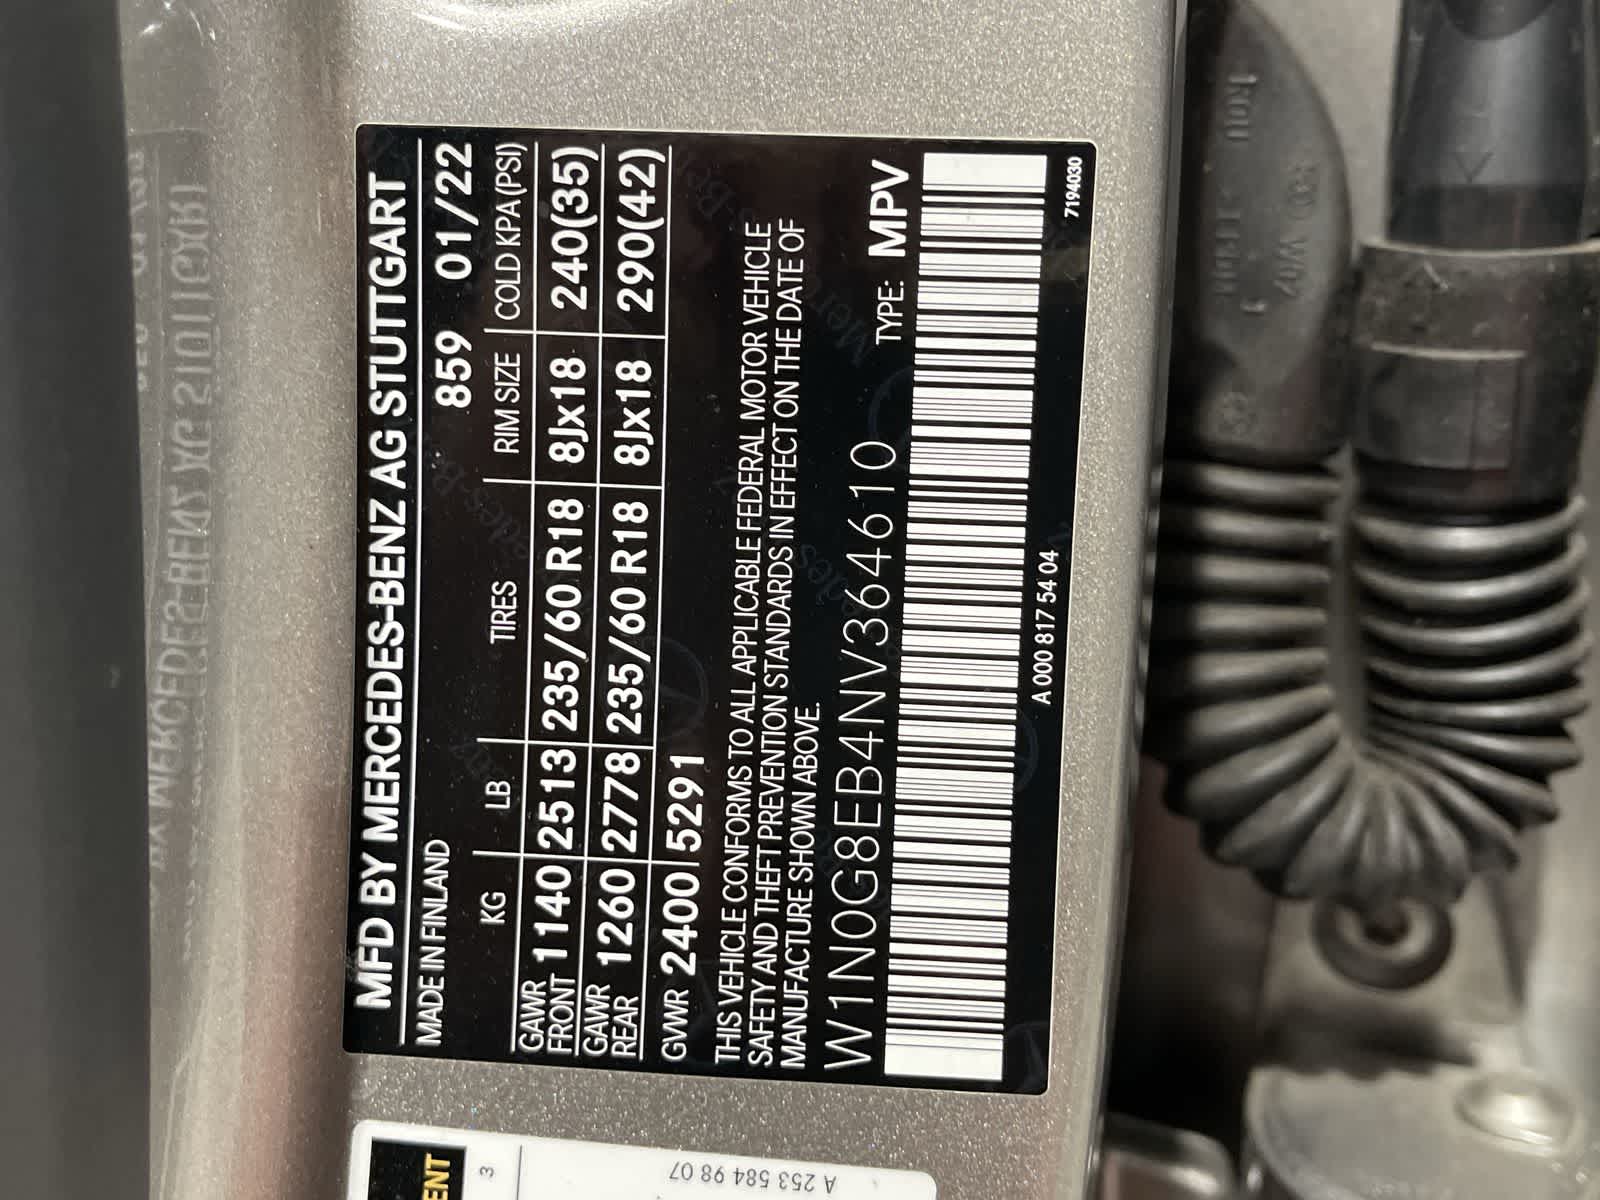 MFD BY MERCEDES-BENZ AG STUTTGART
MADE IN FINLAND 859 01/22
KG LB TIRES RIM SIZE COLD KPA(PSI)
GAWR FRONT 1140 2513 235/60 R18 8Jx18 240(35)
GAWR REAR 1260 2778 235/60 R18 8Jx18 290(42)
GVWR 2400 5291
THIS VEHICLE CONFORMS TO ALL APPLICABLE FEDERAL MOTOR VEHICLE
SAFETY AND THEFT PREVENTION STANDARDS IN EFFECT ON THE DATE OF
MANUFACTURE SHOWN ABOVE.
W1N0G8EB4NV364610 TYPE: MPV
A 000 817 54 04
7194030
ENT
3
A 253 584 98 07